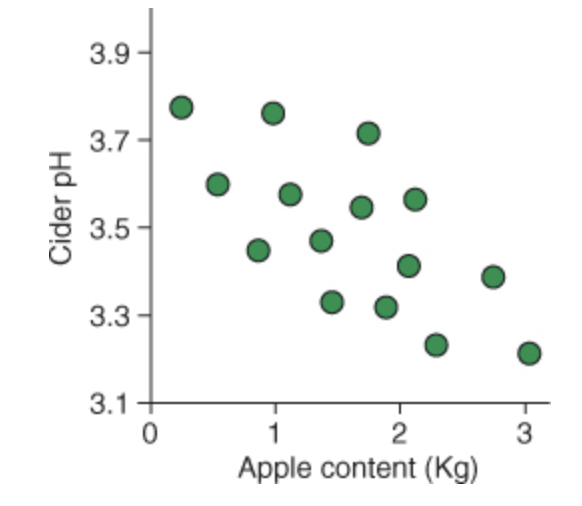 3.9
3.7
3.5
3.3
3.1
Cider pH
0 1 2 3
Apple content (Kg)